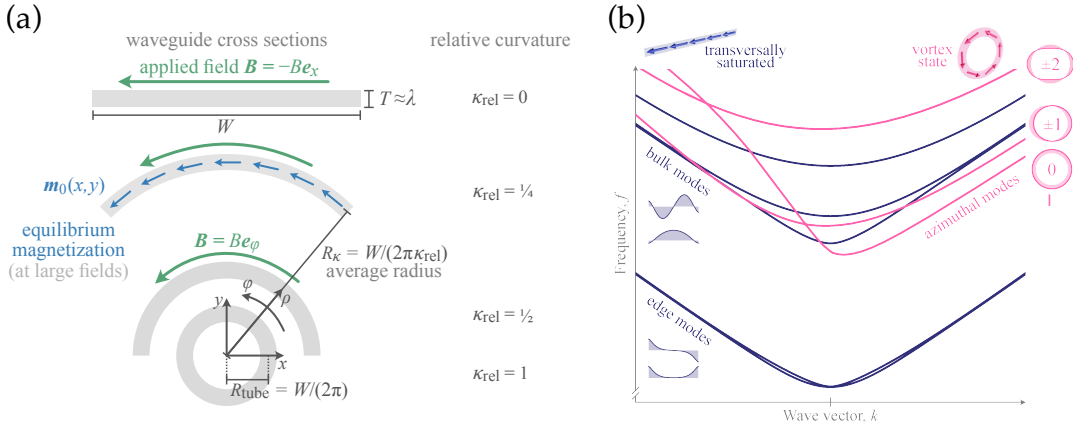 (a)
waveguide cross sections
relative curvature
applied field B = −Beₓ
T ≈ λ
κrel = 0
W
m₀(x,y)
κrel = ¼
equilibrium
magnetization
(at large fields)
B = Beφ
Rκ = W/(2πκrel)
average radius
φ
ρ
y
x
κrel = ½
Rtube = W/(2π)
κrel = 1
(b)
transversally
saturated
vortex
state
±2
±1
0
bulk modes
azimuthal modes
edge modes
Frequency, f
Wave vector, k